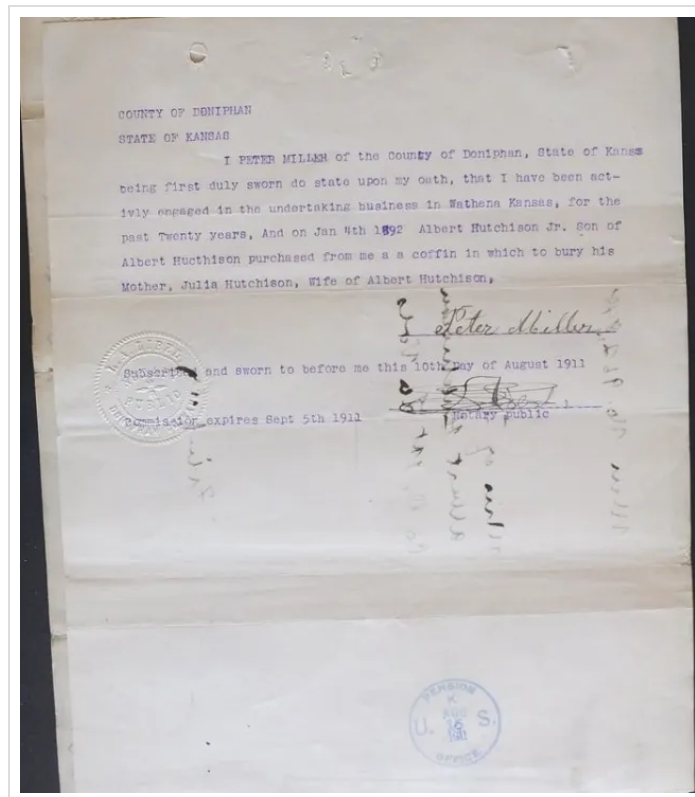 COUNTY OF DONIPHAN
STATE OF KANSAS
I PETER MILLER of the County of Doniphan, State of Kansas
being first duly sworn do state upon my oath, that I have been act-
ivly engaged in the undertaking business in Wathena Kansas, for the
past Twenty years, And on Jan 4th 1892 Albert Hutchison Jr. Son of
Albert Hucthison purchased from me a a coffin in which to bury his
Mother, Julia Hutchison, Wife of Albert Hutchison,
Peter Miller
Subscribed and sworn to before me this 10th Day of August 1911
Commission expires Sept 5th 1911 Notary public
PUBLIC
PENSION
K
U. S.
AUG
16
1911
OFFICE